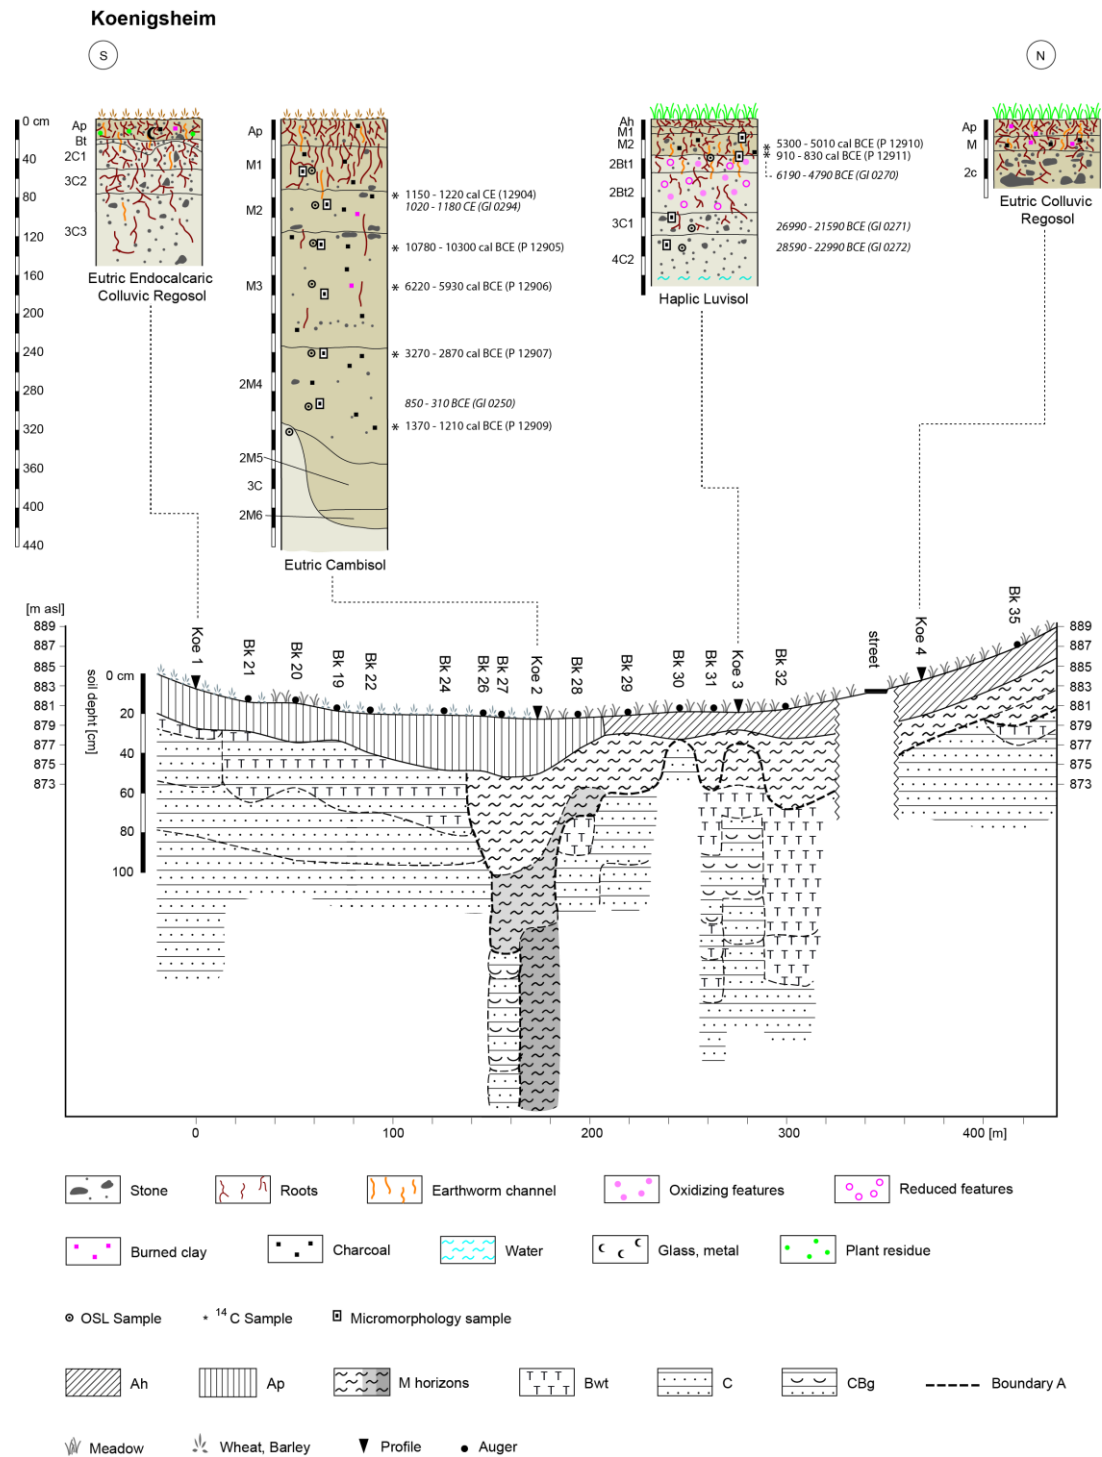 Koenigsheim
S
N
0 cm
40
80
120
160
200
240
280
320
360
400
440
Ap
Bt
2C1
3C2
3C3
Eutric Endocalcaric
Colluvic Regosol
Ap
M1
M2
M3
2M4
2M5
3C
2M6
1150 - 1220 cal CE (12904)
1020 - 1180 CE (GI 0294)
10780 - 10300 cal BCE (P 12905)
6220 - 5930 cal BCE (P 12906)
3270 - 2870 cal BCE (P 12907)
850 - 310 BCE (GI 0250)
1370 - 1210 cal BCE (P 12909)
Eutric Cambisol
Ah
M1
M2
2Bt1
2Bt2
3C1
4C2
5300 - 5010 cal BCE (P 12910)
910 - 830 cal BCE (P 12911)
6190 - 4790 BCE (GI 0270)
26990 - 21590 BCE (GI 0271)
28590 - 22990 BCE (GI 0272)
Haplic Luvisol
Ap
M
2c
Eutric Colluvic
Regosol
[m asl]
889
887
885
883
881
879
877
875
873
soil depht [cm]
0 cm
20
40
60
80
100
Koe 1
Bk 21
Bk 20
Bk 19
Bk 22
Bk 24
Bk 26
Bk 27
Koe 2
Bk 28
Bk 29
Bk 30
Bk 31
Koe 3
Bk 32
street
Koe 4
Bk 35
889
887
885
883
881
879
877
875
873
0
100
200
300
400 [m]
Stone
Roots
Earthworm channel
Oxidizing features
Reduced features
Burned clay
Charcoal
Water
Glass, metal
Plant residue
OSL Sample
14C Sample
Micromorphology sample
Ah
Ap
M horizons
Bwt
C
CBg
Boundary A
Meadow
Wheat, Barley
Profile
Auger